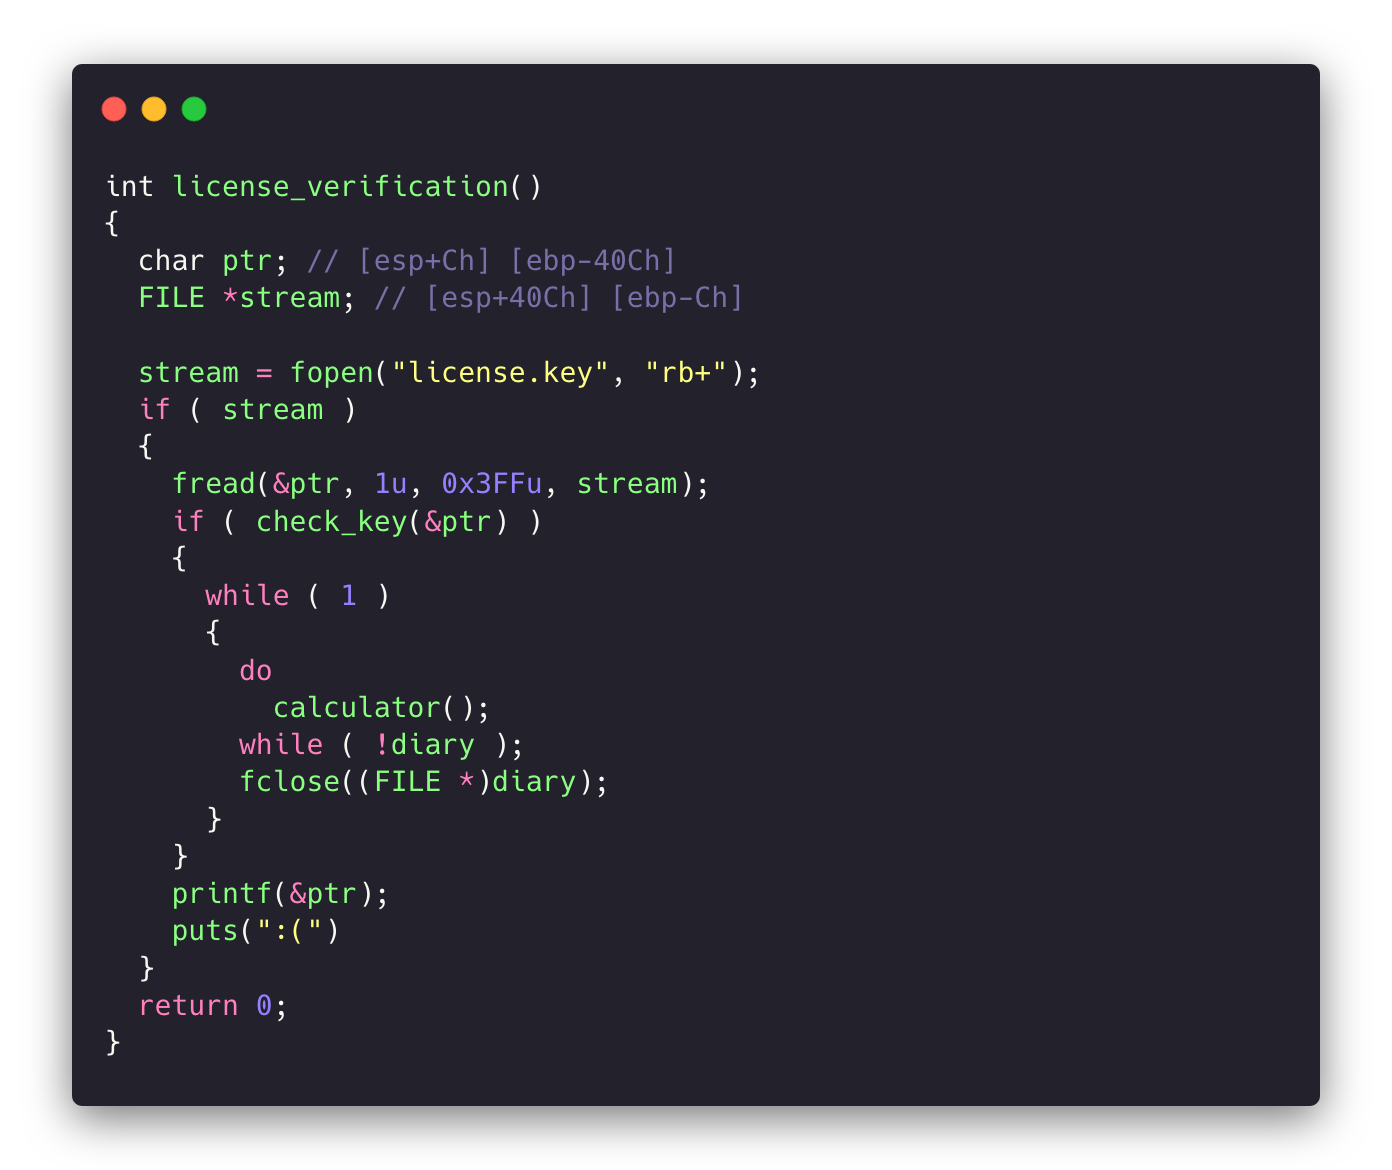 int license_verification()
{
  char ptr; // [esp+Ch] [ebp-40Ch]
  FILE *stream; // [esp+40Ch] [ebp-Ch]

  stream = fopen("license.key", "rb+");
  if ( stream )
  {
    fread(&ptr, 1u, 0x3FFu, stream);
    if ( check_key(&ptr) )
    {
      while ( 1 )
      {
        do
          calculator();
        while ( !diary );
        fclose((FILE *)diary);
      }
    }
    printf(&ptr);
    puts(":(")
  }
  return 0;
}